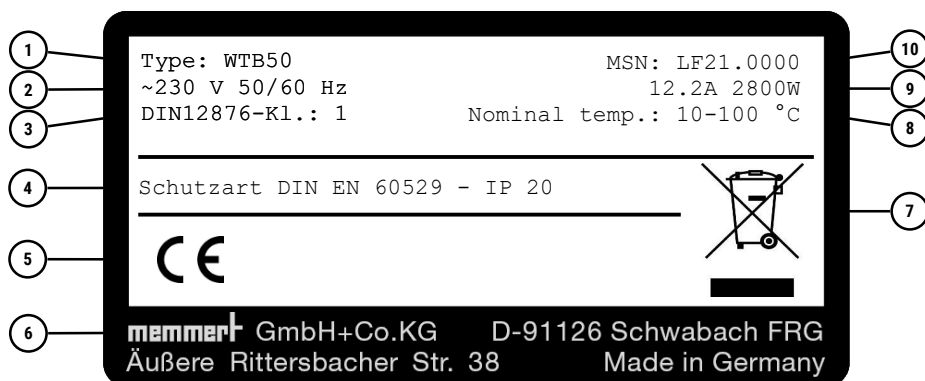 1
2
3
4
5
6
10
9
8
7
Type: WTB50
MSN: LF21.0000
~230 V 50/60 Hz
12.2A 2800W
DIN12876-Kl.: 1
Nominal temp.: 10-100 °C
Schutzart DIN EN 60529 - IP 20
CE
memmert GmbH+Co.KG D-91126 Schwabach FRG
Äußere Rittersbacher Str. 38 Made in Germany